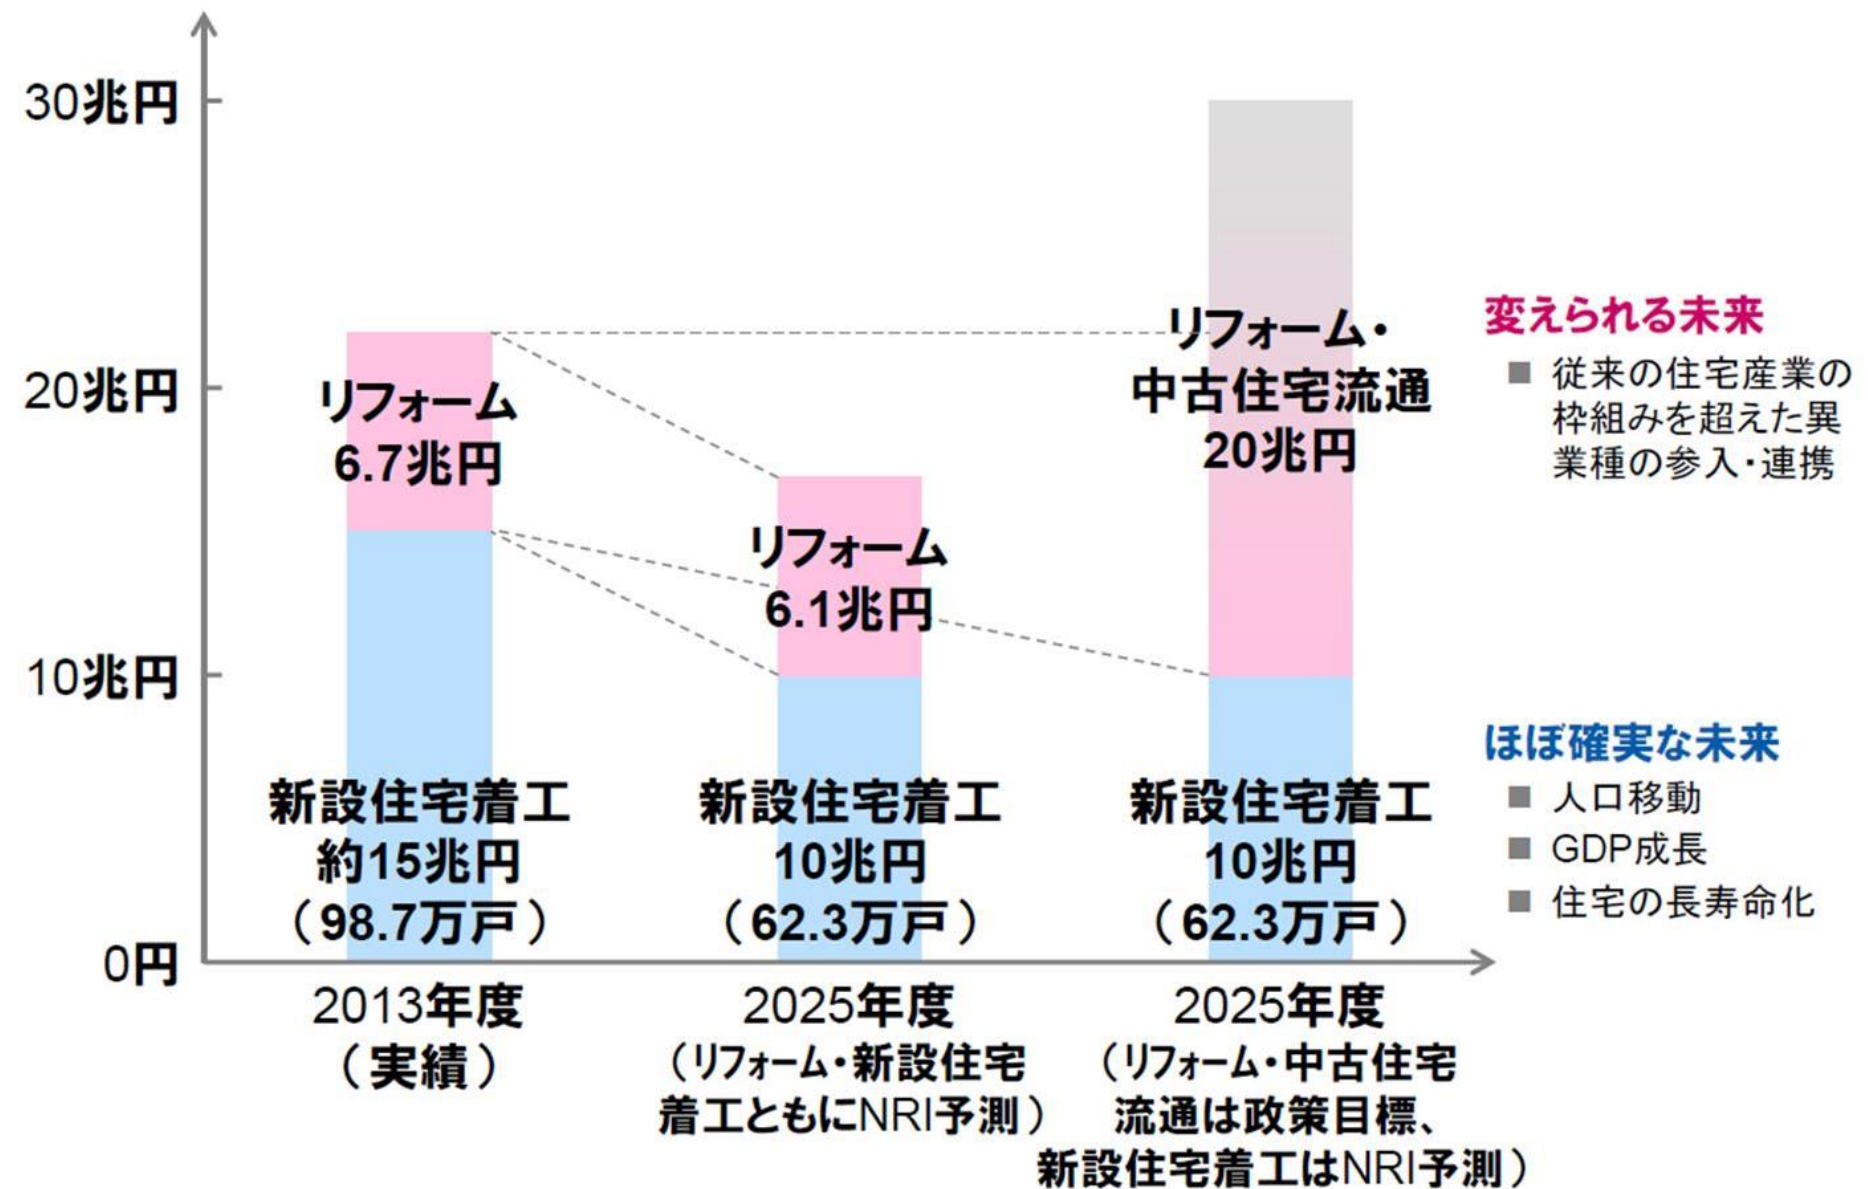 30兆円
20兆円
10兆円
0円
リフォーム
6.7兆円
新設住宅着工
約15兆円
（98.7万戸）
2013年度
（実績）
リフォーム
6.1兆円
新設住宅着工
10兆円
（62.3万戸）
2025年度
（リフォーム・新設住宅
着工ともにNRI予測）
リフォーム・
中古住宅流通
20兆円
新設住宅着工
10兆円
（62.3万戸）
2025年度
（リフォーム・中古住宅
流通は政策目標、
新設住宅着工はNRI予測）
変えられる未来
■ 従来の住宅産業の
枠組みを超えた異
業種の参入・連携
ほぼ確実な未来
■ 人口移動
■ GDP成長
■ 住宅の長寿命化